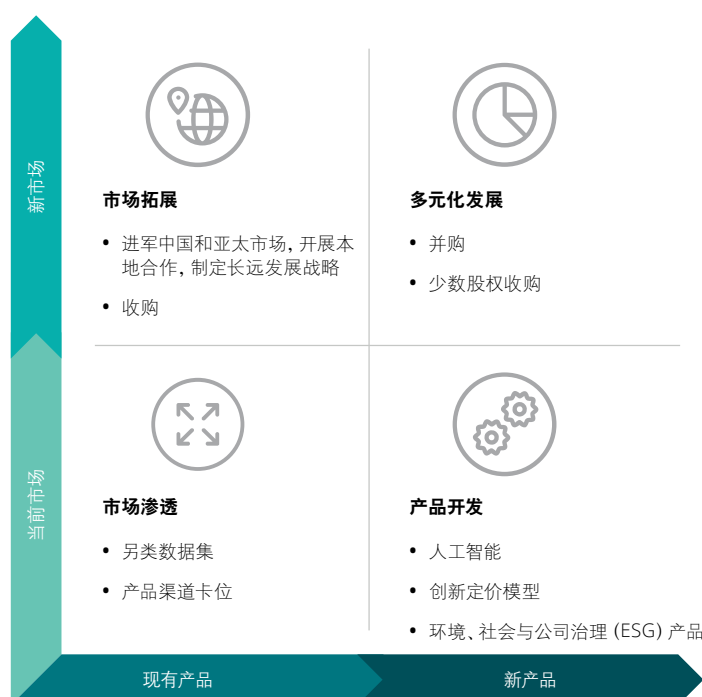 新市场
市场拓展
• 进军中国和亚太市场，开展本
地合作，制定长远发展战略
• 收购
多元化发展
• 并购
• 少数股权收购
当前市场
市场渗透
• 另类数据集
• 产品渠道卡位
产品开发
• 人工智能
• 创新定价模型
• 环境、社会与公司治理 (ESG) 产品
现有产品
新产品